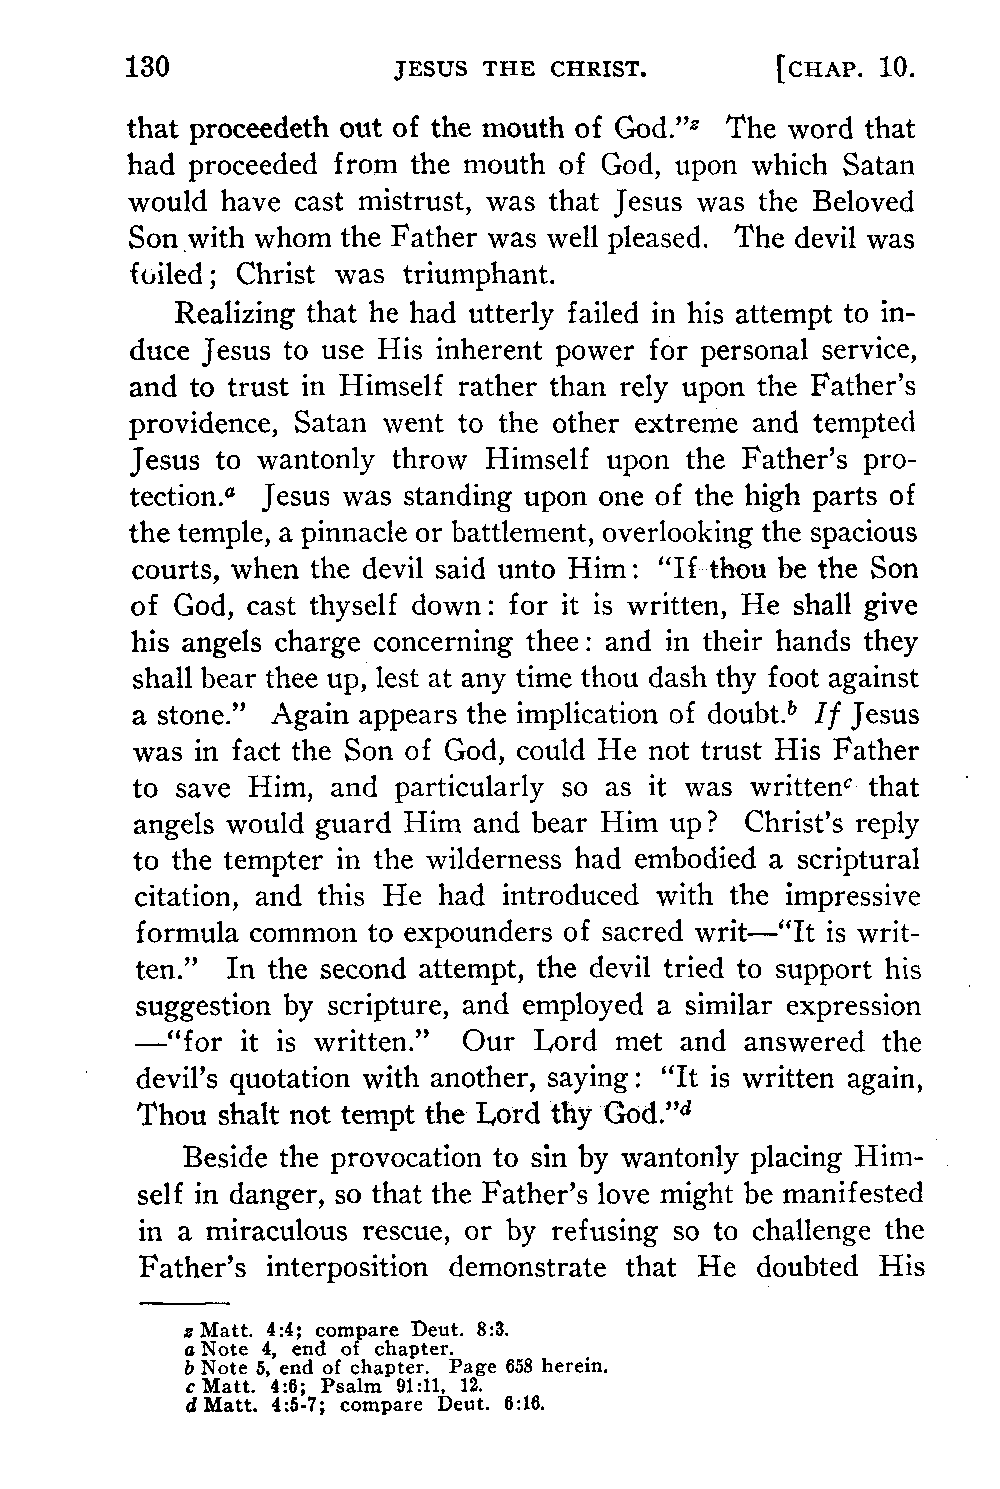 130 JESUS THE CHRIST. [CHAP. 10.
that proceedeth out of the mouth of God."z The word that
had proceeded from the mouth of God, upon which Satan
would have cast mistrust, was that Jesus was the Beloved
Son with whom the Father was well pleased. The devil was
foiled; Christ was triumphant.
Realizing that he had utterly failed in his attempt to in-
duce Jesus to use His inherent power for personal service,
and to trust in Himself rather than rely upon the Father's
providence, Satan went to the other extreme and tempted
Jesus to wantonly throw Himself upon the Father's pro-
tection.a Jesus was standing upon one of the high parts of
the temple, a pinnacle or battlement, overlooking the spacious
courts, when the devil said unto Him: "If thou be the Son
of God, cast thyself down: for it is written, He shall give
his angels charge concerning thee: and in their hands they
shall bear thee up, lest at any time thou dash thy foot against
a stone." Again appears the implication of doubt.b If Jesus
was in fact the Son of God, could He not trust His Father
to save Him, and particularly so as it was writtenc that
angels would guard Him and bear Him up? Christ's reply
to the tempter in the wilderness had embodied a scriptural
citation, and this He had introduced with the impressive
formula common to expounders of sacred writ—"It is writ-
ten." In the second attempt, the devil tried to support his
suggestion by scripture, and employed a similar expression
—"for it is written." Our Lord met and answered the
devil's quotation with another, saying: "It is written again,
Thou shalt not tempt the Lord thy God."d
Beside the provocation to sin by wantonly placing Him-
self in danger, so that the Father's love might be manifested
in a miraculous rescue, or by refusing so to challenge the
Father's interposition demonstrate that He doubted His
z Matt. 4:4; compare Deut. 8:3.
a Note 4, end of chapter.
b Note 5, end of chapter. Page 658 herein.
c Matt. 4:6; Psalm 91:11, 12.
d Matt. 4:5-7; compare Deut. 6:16.